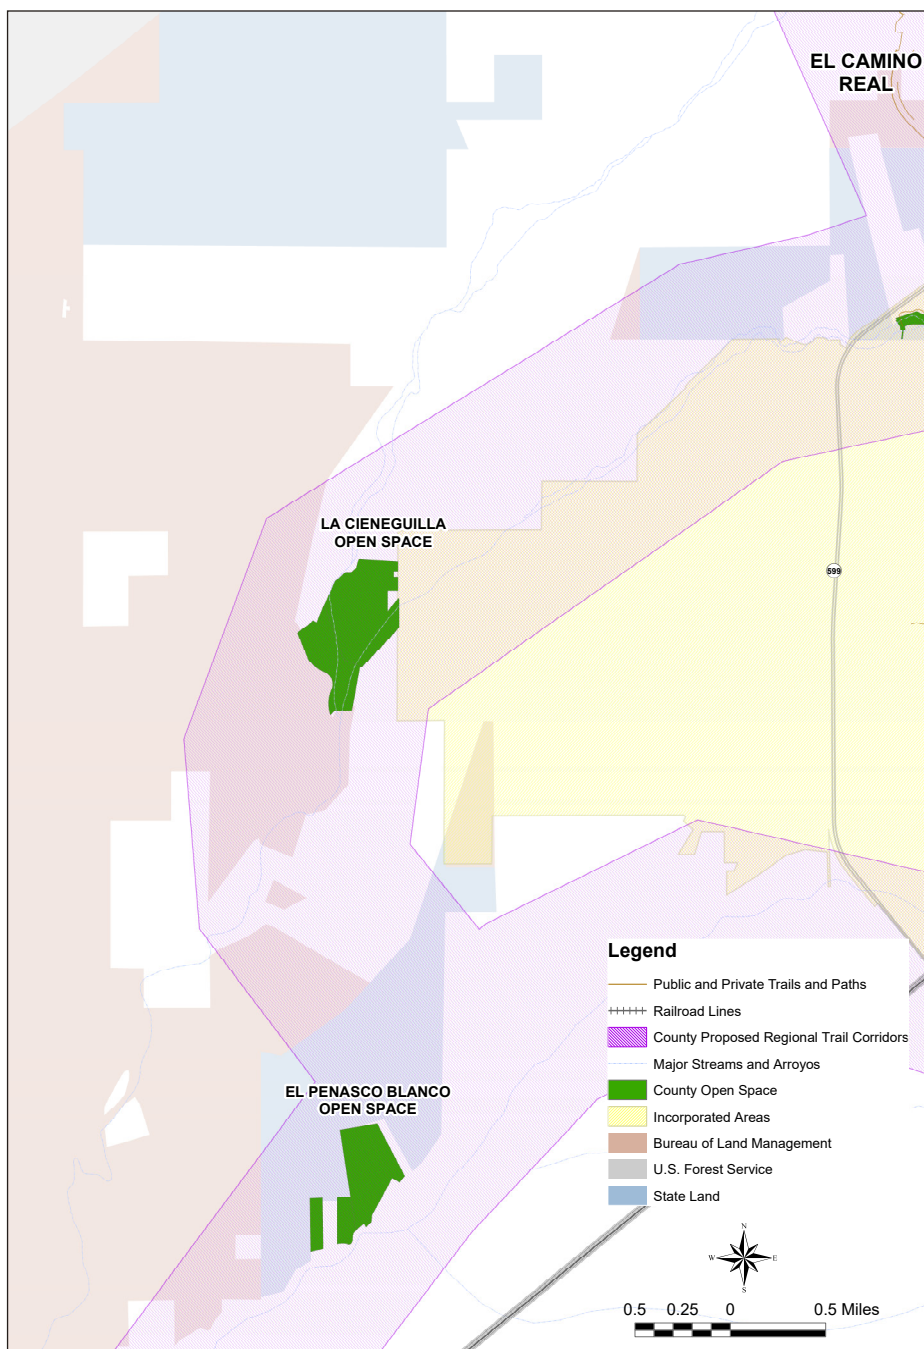 EL CAMINO
REAL
LA CIENEGUILLA
OPEN SPACE
599
EL PENASCO BLANCO
OPEN SPACE
Legend
Public and Private Trails and Paths
Railroad Lines
County Proposed Regional Trail Corridors
Major Streams and Arroyos
County Open Space
Incorporated Areas
Bureau of Land Management
U.S. Forest Service
State Land
N
W E
S
0.5 0.25 0 0.5 Miles